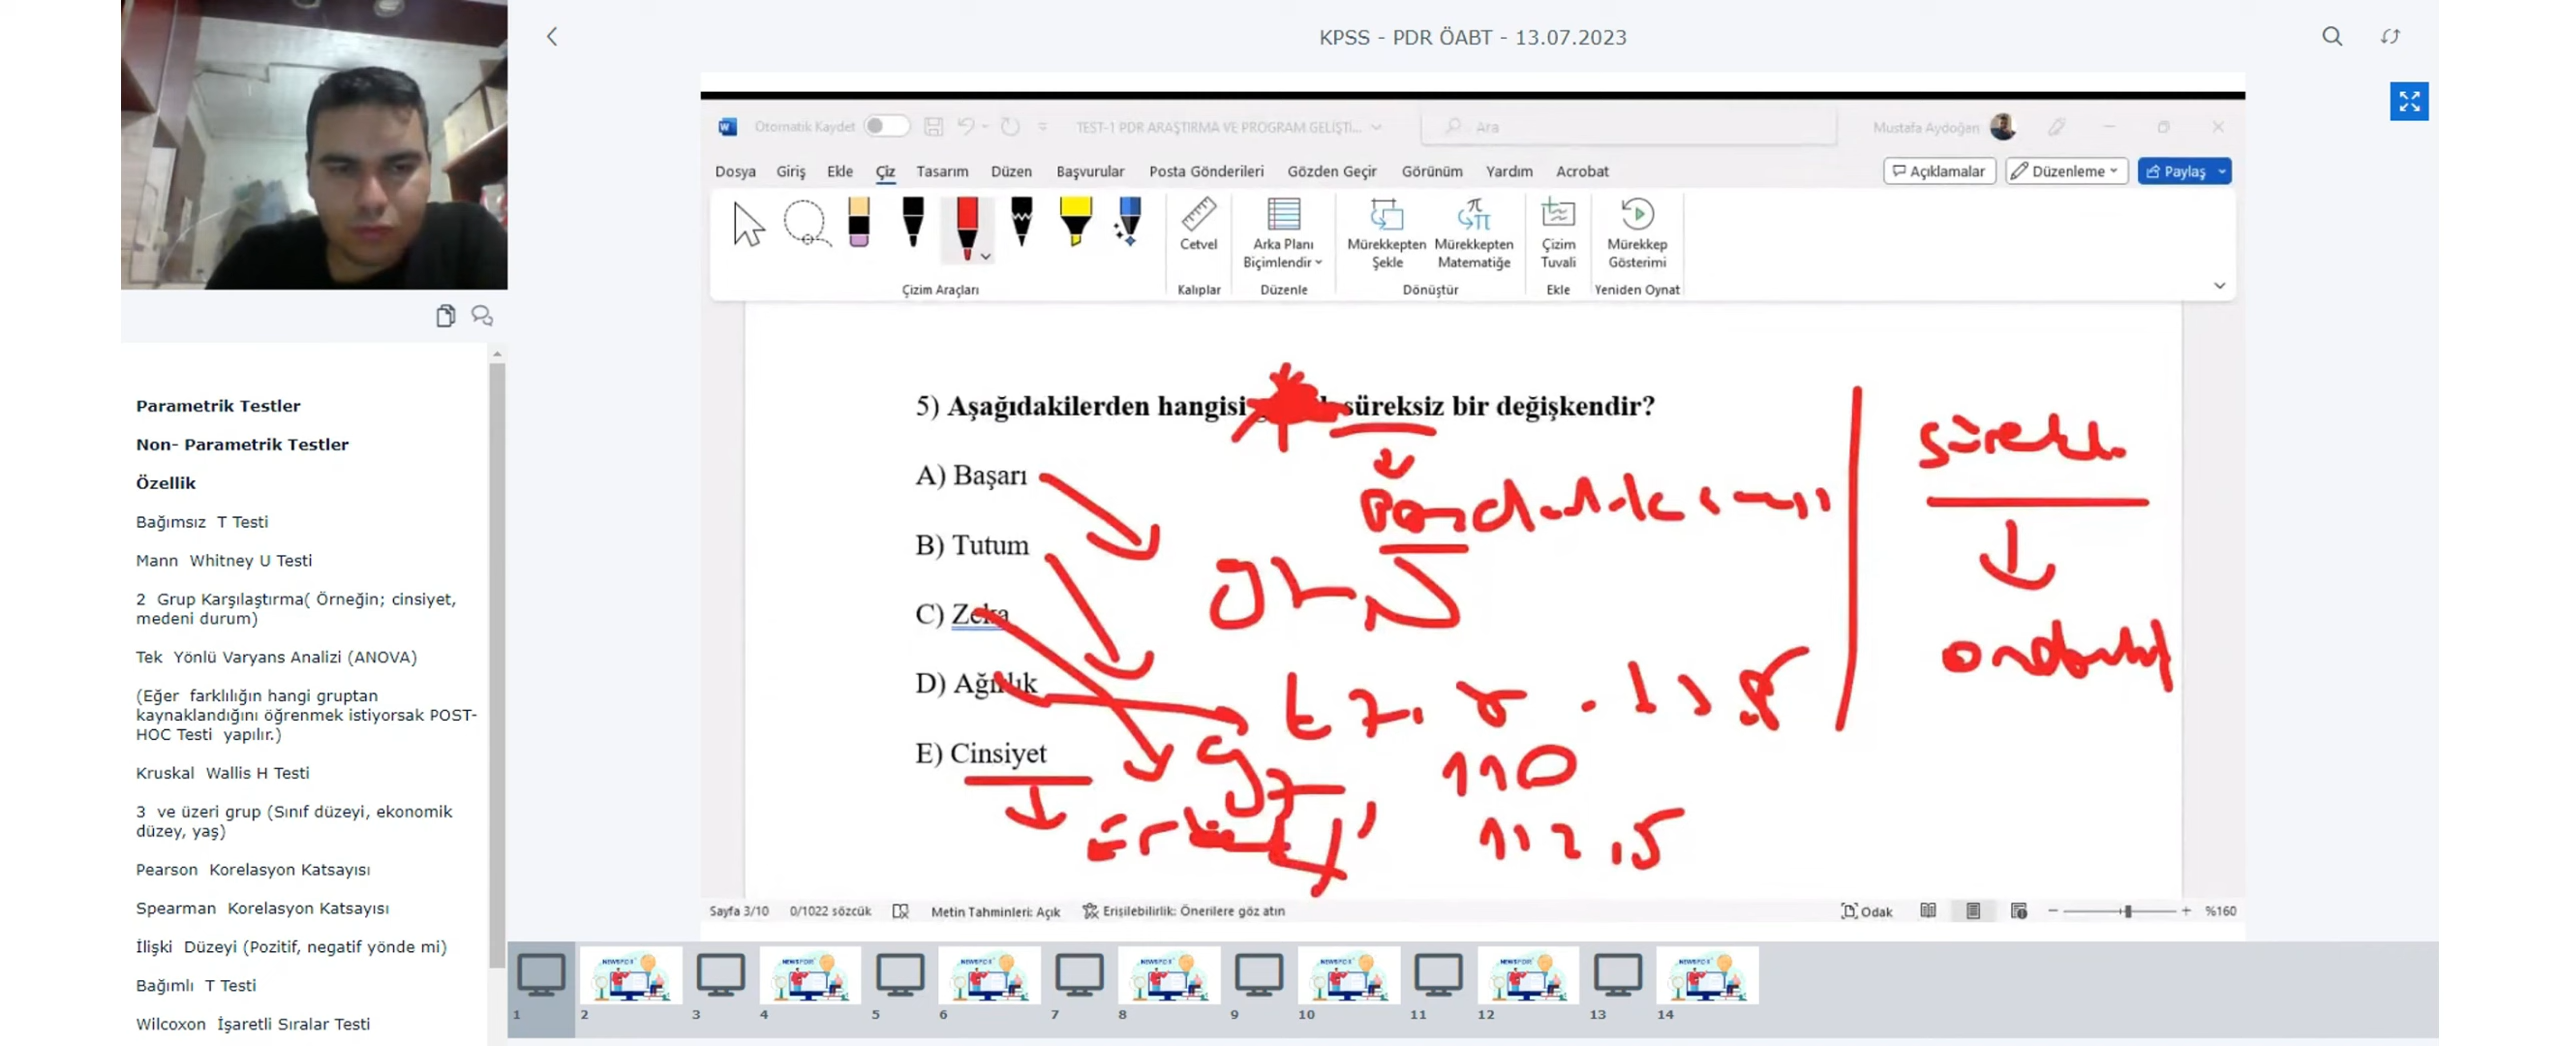 KPSS - PDR ÖABT - 13.07.2023
Otomatik Kaydet
TEST-1 PDR ARAŞTIRMA VE PROGRAM GELİŞTİ...
Ara
Mustafa Aydoğan
Dosya Giriş Ekle Çiz Tasarım Düzen Başvurular Posta Gönderileri Gözden Geçir Görünüm Yardım Acrobat
Açıklamalar Düzenleme Paylaş
Cetvel
Arka Planı Biçimlendir
Mürekkepten Şekle
Mürekkepten Matematiğe
Çizim Tuvali
Mürekkep Gösterimi
Çizim Araçları Kalıplar Düzenle Dönüştür Ekle Yeniden Oynat
Parametrik Testler
Non- Parametrik Testler
Özellik
Bağımsız T Testi
Mann Whitney U Testi
2 Grup Karşılaştırma( Örneğin; cinsiyet,
medeni durum)
Tek Yönlü Varyans Analizi (ANOVA)
(Eğer farklılığın hangi gruptan
kaynaklandığını öğrenmek istiyorsak POST-
HOC Testi yapılır.)
Kruskal Wallis H Testi
3 ve üzeri grup (Sınıf düzeyi, ekonomik
düzey, yaş)
Pearson Korelasyon Katsayısı
Spearman Korelasyon Katsayısı
İlişki Düzeyi (Pozitif, negatif yönde mi)
Bağımlı T Testi
Wilcoxon İşaretli Sıralar Testi
5) Aşağıdakilerden hangisi süreksiz bir değişkendir?
A) Başarı
B) Tutum
C) Zeka
D) Ağırlık
E) Cinsiyet
110
112,5
Sayfa 3/10 0/1022 sözcük Metin Tahminleri: Açık Erişilebilirlik: Önerilere göz atın Odak %160
1 2 3 4 5 6 7 8 9 10 11 12 13 14